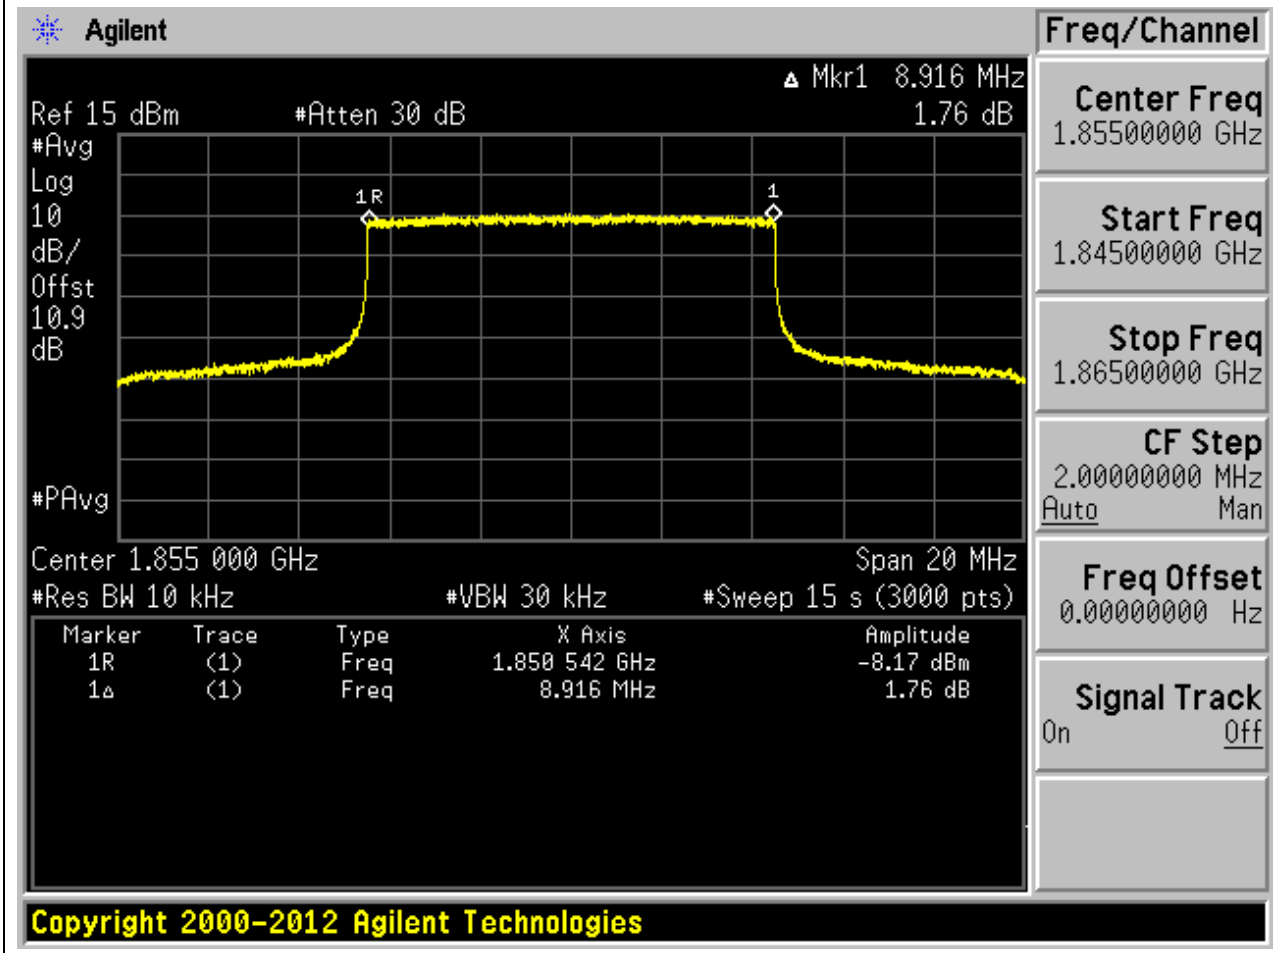 Agilent
Freq/Channel
Δ Mkr1 8.916 MHz
Ref 15 dBm #Atten 30 dB 1.76 dB
#Avg
Log
10
dB/
Offst
10.9
dB
#PAvg
1R
1
Center 1.855 000 GHz Span 20 MHz
#Res BW 10 kHz #VBW 30 kHz #Sweep 15 s (3000 pts)
Marker Trace Type X Axis Amplitude
1R (1) Freq 1.850 542 GHz -8.17 dBm
1Δ (1) Freq 8.916 MHz 1.76 dB
Center Freq
1.85500000 GHz
Start Freq
1.84500000 GHz
Stop Freq
1.86500000 GHz
CF Step
2.00000000 MHz
Auto Man
Freq Offset
0.00000000 Hz
Signal Track
On Off
Copyright 2000-2012 Agilent Technologies